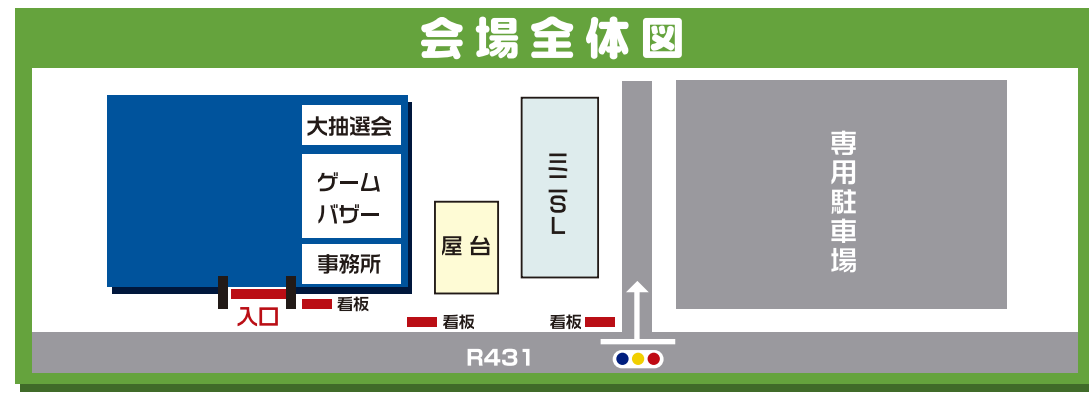 会場全体図
大抽選会
ゲーム
バザー
事務所
入口
看板
屋台
看板
ミニSL
看板
専用駐車場
R431